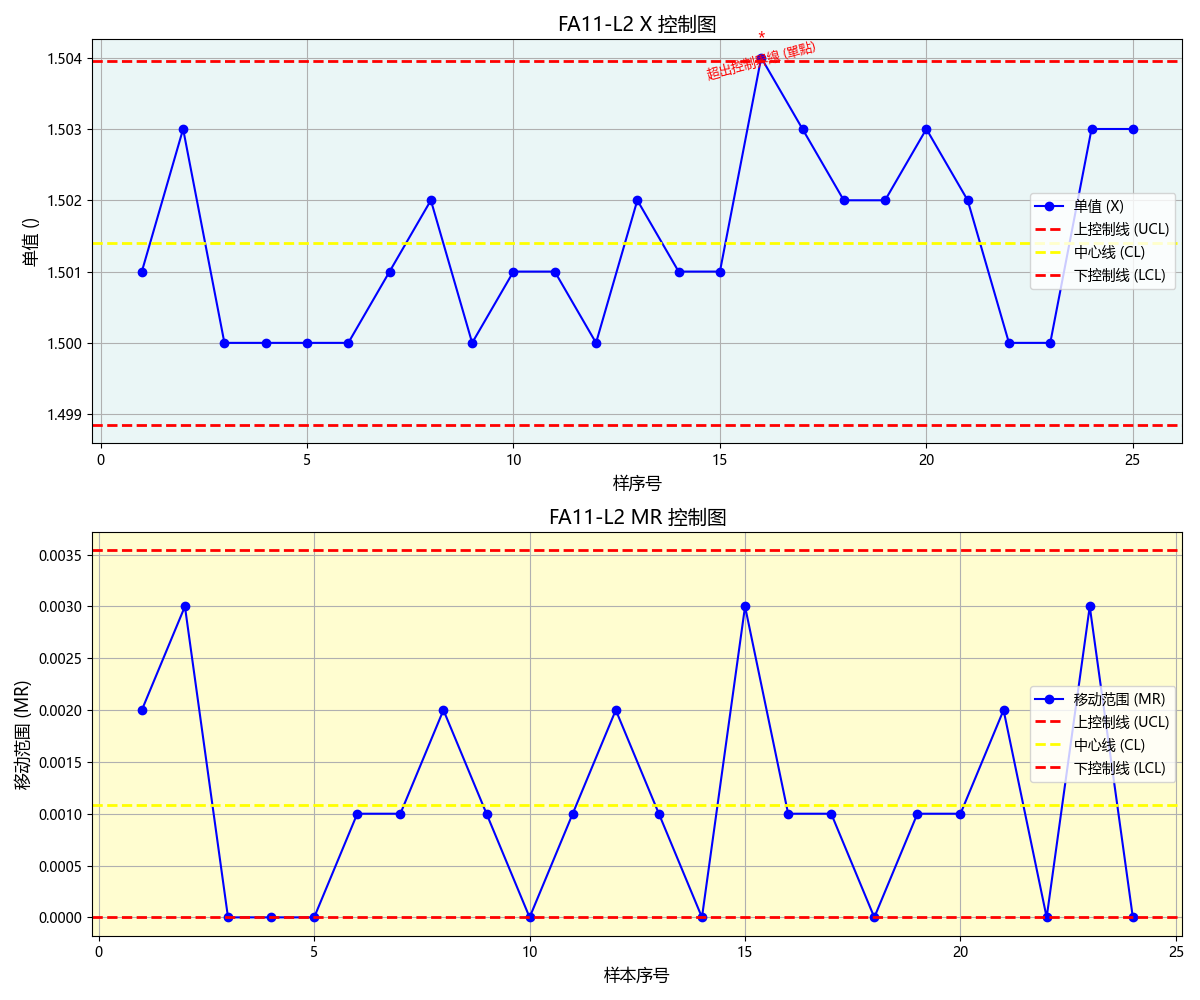 FA11-L2 X 控制图
*
超出控制界線 (單點)
1.504
1.503
1.502
1.501
1.500
1.499
单值 ()
单值 (X)
上控制线 (UCL)
中心线 (CL)
下控制线 (LCL)
0 5 10 15 20 25
样序号
FA11-L2 MR 控制图
0.0035
0.0030
0.0025
0.0020
0.0015
0.0010
0.0005
0.0000
移动范围 (MR)
移动范围 (MR)
上控制线 (UCL)
中心线 (CL)
下控制线 (LCL)
0 5 10 15 20 25
样本序号